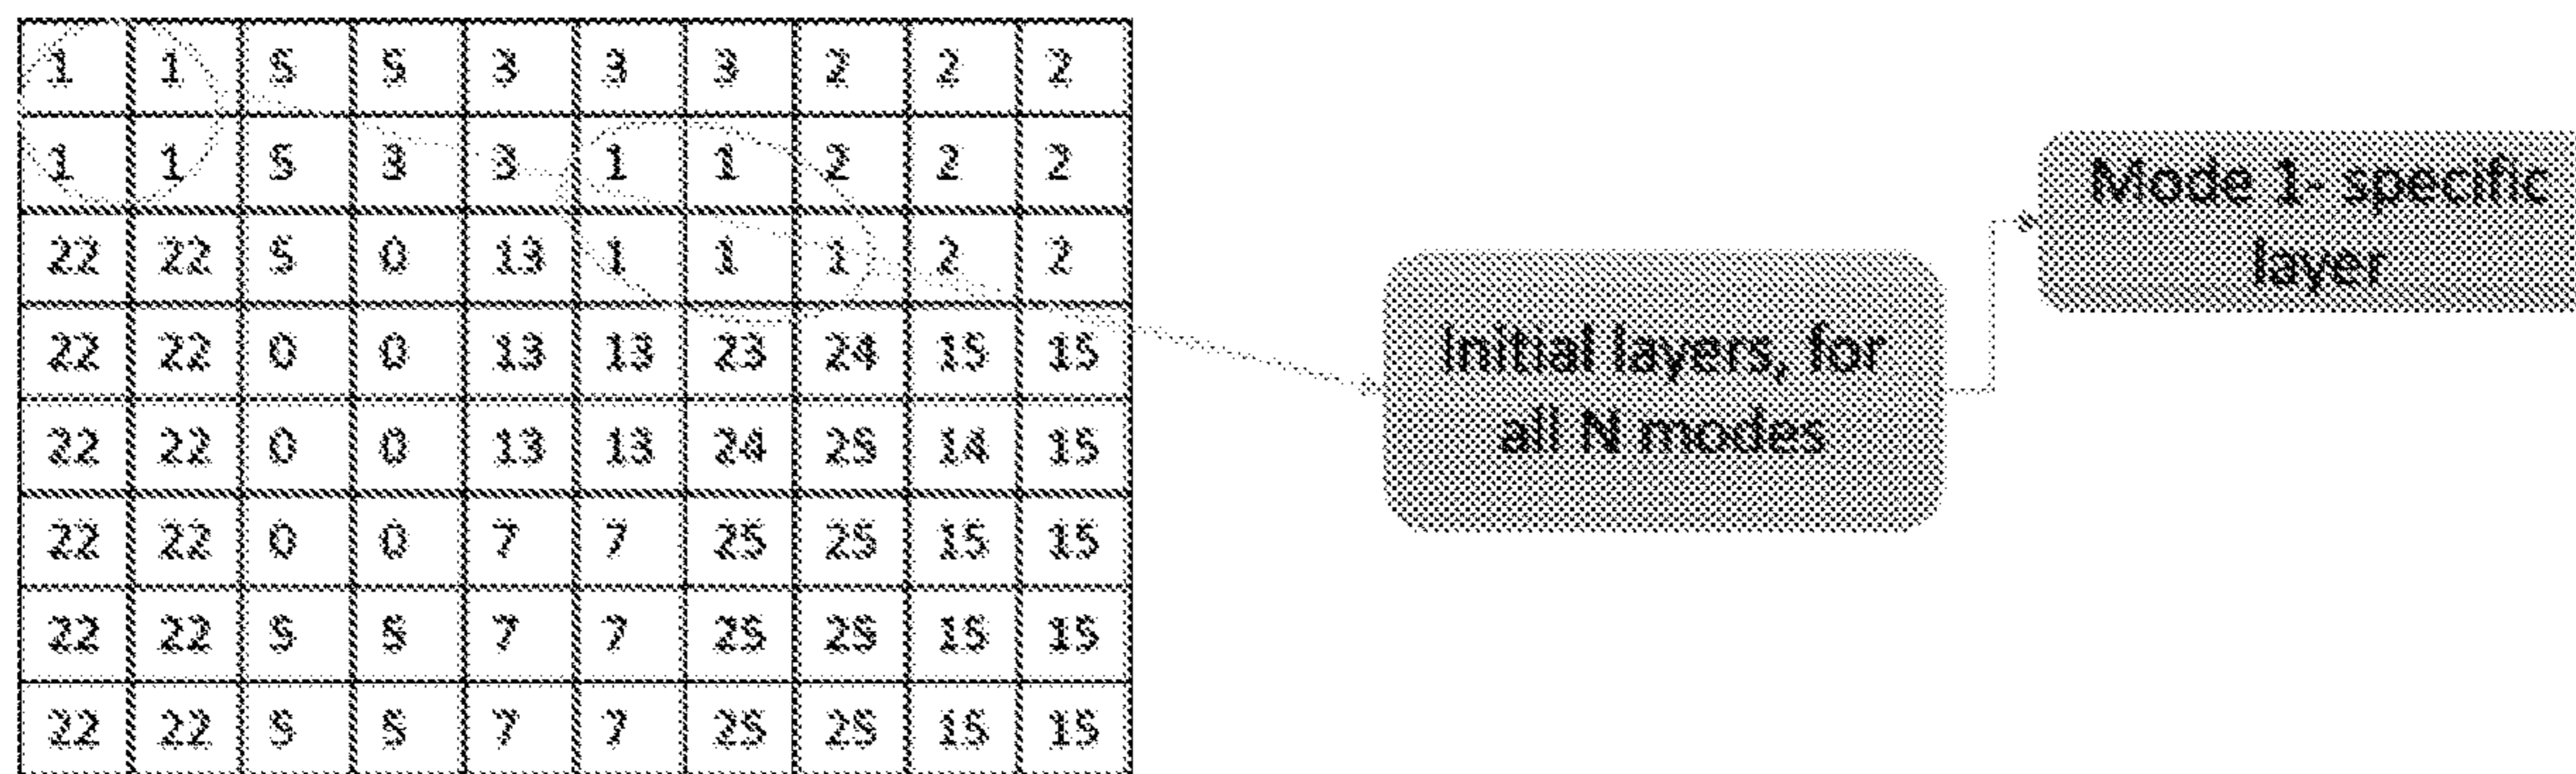 1 1 5 5 3 3 3 2 2 2
1 1 5 3 3 1 1 2 2 2
22 22 5 0 13 1 1 1 2 2
22 22 0 0 13 13 23 24 15 15
22 22 0 0 13 13 24 25 14 15
22 22 0 0 7 7 25 25 15 15
22 22 5 5 7 7 25 25 15 15
22 22 5 5 7 7 25 25 15 15
Initial layers, for
all N modes
Mode 1- specific
layer